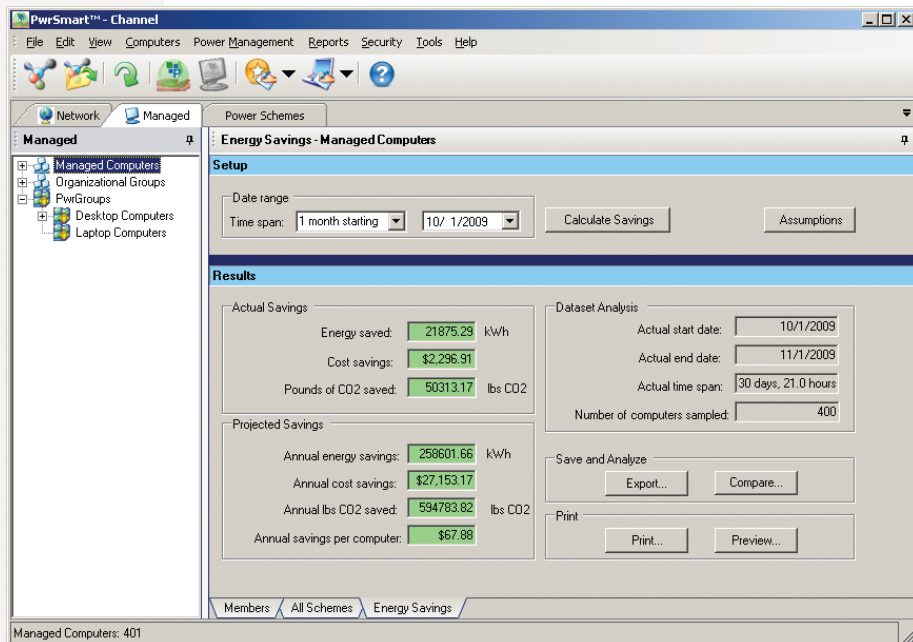 PwrSmart™ - Channel
File Edit View Computers Power Management Reports Security Tools Help
Network Managed Power Schemes
Managed
Managed Computers
Organizational Groups
PwrGroups
Desktop Computers
Laptop Computers
Energy Savings - Managed Computers
Setup
Date range
Time span: 1 month starting 10/ 1/2009
Calculate Savings
Assumptions
Results
Actual Savings
Energy saved: 21875.29 kWh
Cost savings: $2,296.91
Pounds of CO2 saved: 50313.17 lbs CO2
Projected Savings
Annual energy savings: 258601.66 kWh
Annual cost savings: $27,153.17
Annual lbs CO2 saved: 594783.82 lbs CO2
Annual savings per computer: $67.88
Dataset Analysis
Actual start date: 10/1/2009
Actual end date: 11/1/2009
Actual time span: 30 days, 21.0 hours
Number of computers sampled: 400
Save and Analyze
Export... Compare...
Print
Print... Preview...
Members All Schemes Energy Savings
Managed Computers: 401